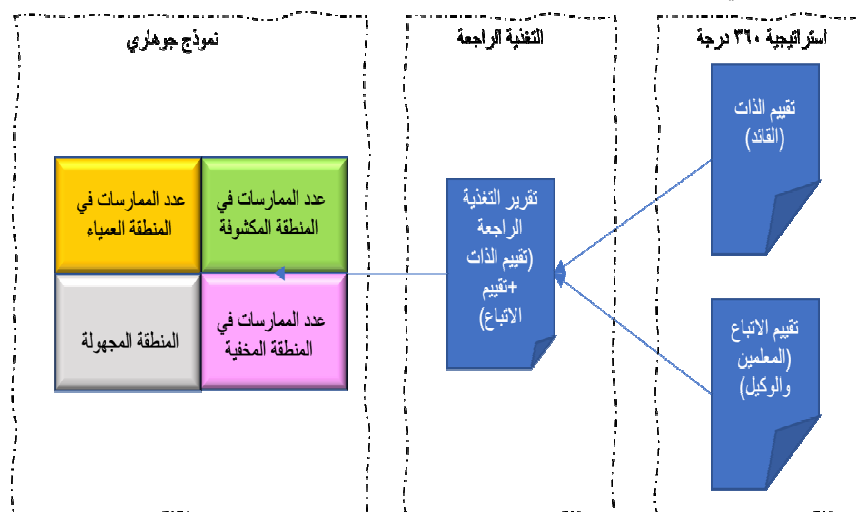 استراتيجية ٣٦٠ درجة
تقييم الذات
(القائد)
تقييم الاتباع
(المعلمين
والوكيل)
التغذية الراجعة
تقرير التغذية
الراجعة
(تقييم الذات
+تقييم
الاتباع)
نموذج جوهاري
عدد الممارسات في
المنطقة المكشوفة
عدد الممارسات في
المنطقة العمياء
عدد الممارسات في
المنطقة المخفية
المنطقة المجهولة